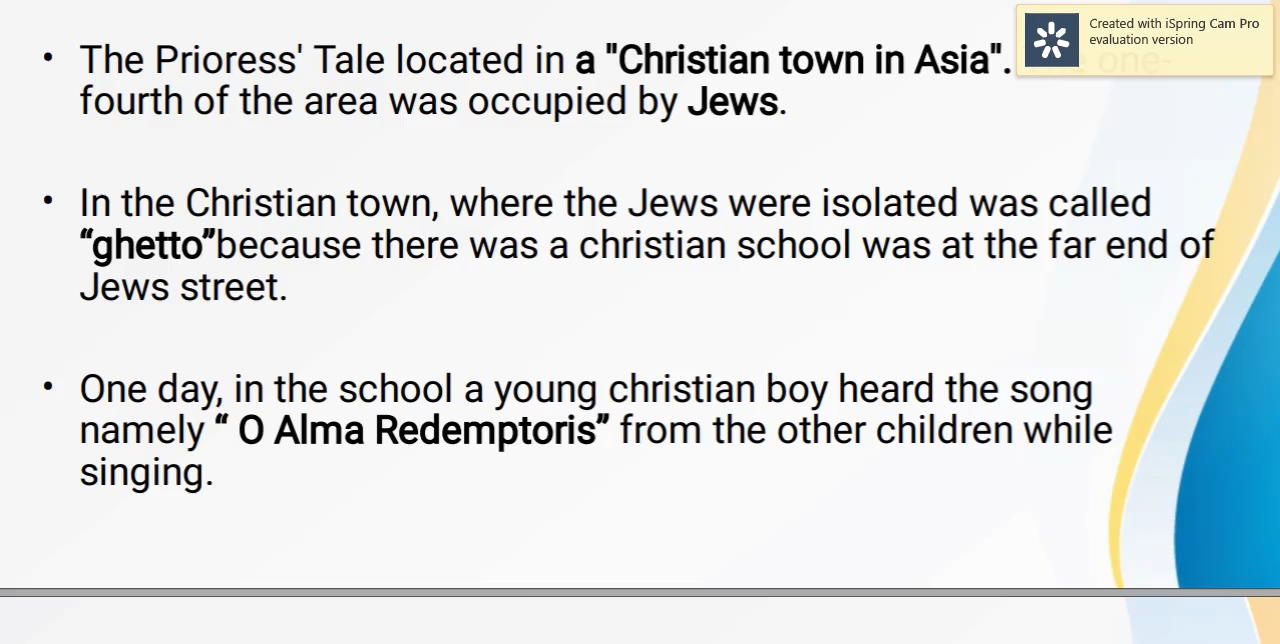 • The Prioress' Tale located in a "Christian town in Asia". one-
fourth of the area was occupied by Jews.
• In the Christian town, where the Jews were isolated was called
“ghetto”because there was a christian school was at the far end of
Jews street.
• One day, in the school a young christian boy heard the song
namely “ O Alma Redemptoris” from the other children while
singing.
Created with iSpring Cam Pro
evaluation version